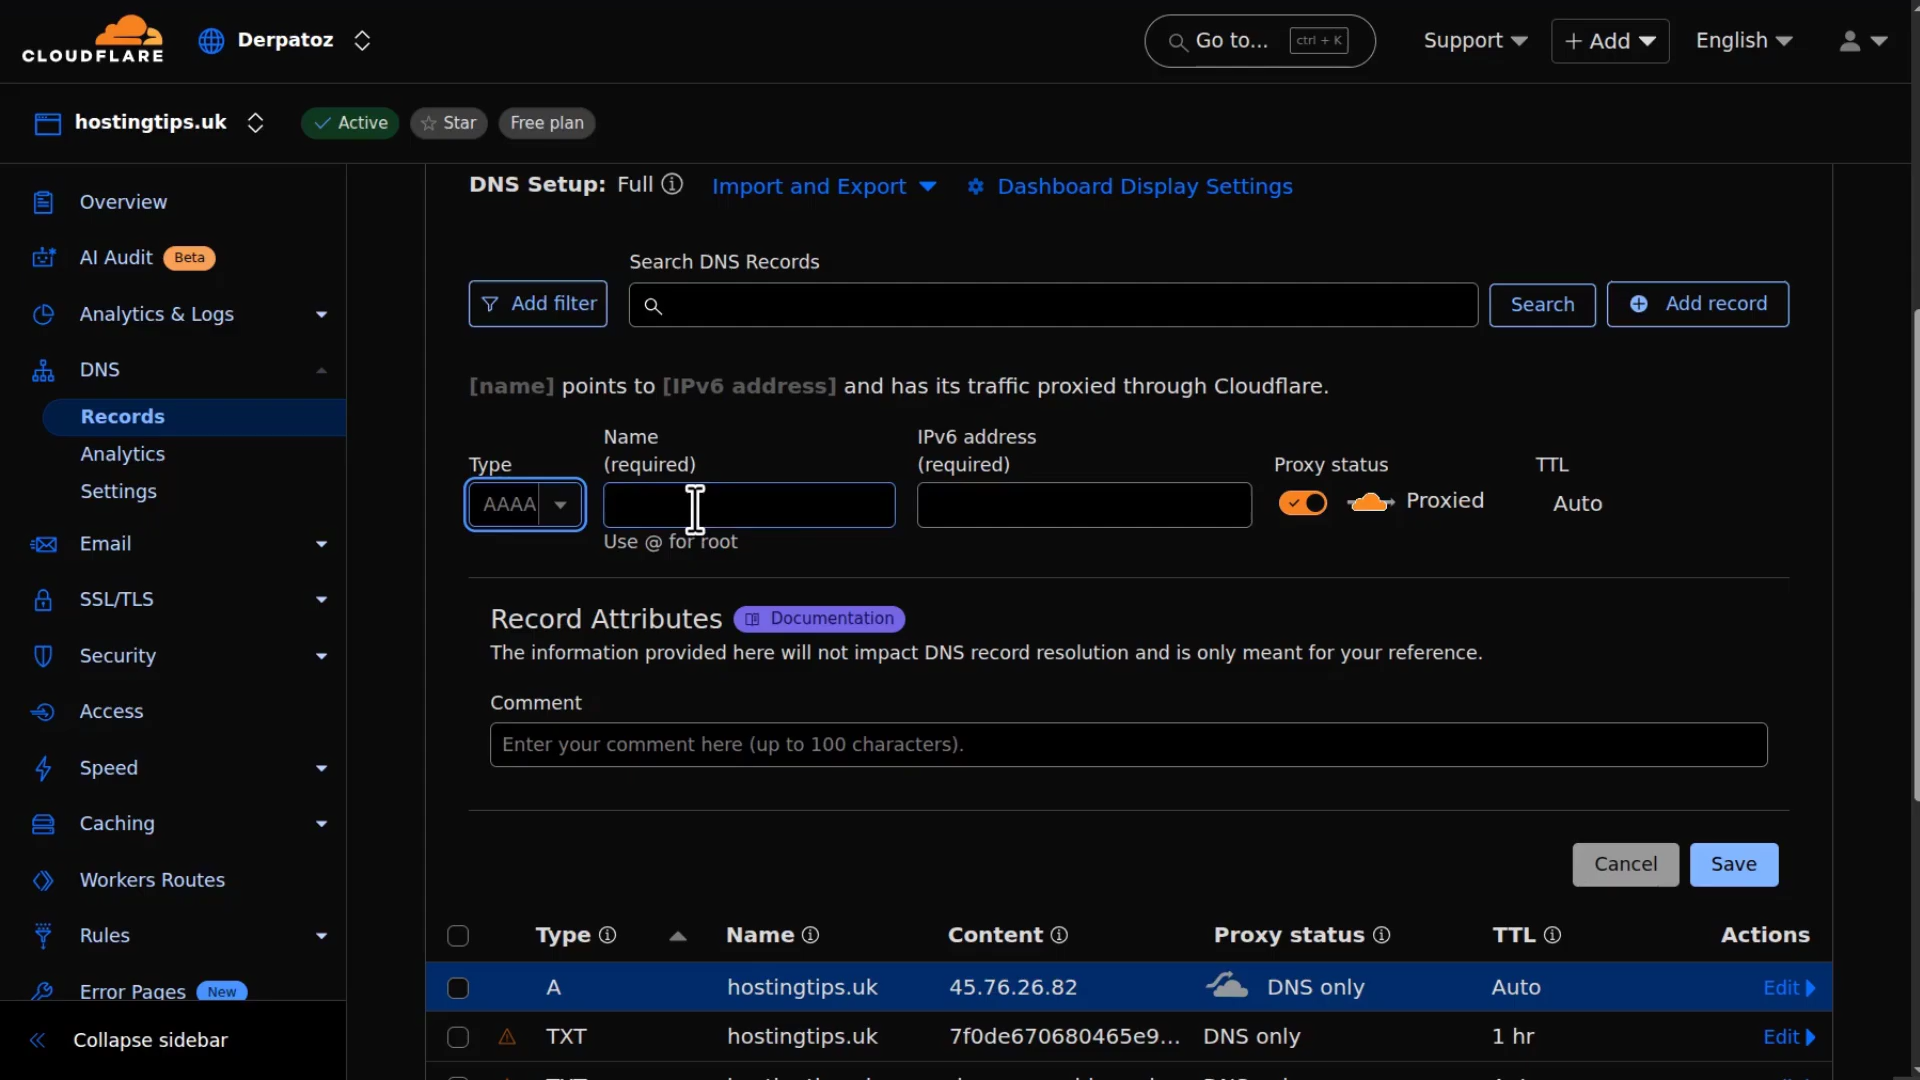 CLOUDFLARE
Derpatoz
Go to... ctrl + K
Support
+ Add
English
hostingtips.uk
Active
Star
Free plan
Overview
AI Audit Beta
Analytics & Logs
DNS
Records
Analytics
Settings
Email
SSL/TLS
Security
Access
Speed
Caching
Workers Routes
Rules
Error Pages New
Collapse sidebar
DNS Setup: Full
Import and Export
Dashboard Display Settings
Search DNS Records
Add filter
Search
Add record
[name] points to [IPv6 address] and has its traffic proxied through Cloudflare.
Type
Name
(required)
IPv6 address
(required)
Proxy status
TTL
AAAA
Proxied
Auto
Use @ for root
Record Attributes Documentation
The information provided here will not impact DNS record resolution and is only meant for your reference.
Comment
Enter your comment here (up to 100 characters).
Cancel
Save
Type Name Content Proxy status TTL Actions
A hostingtips.uk 45.76.26.82 DNS only Auto Edit
TXT hostingtips.uk 7f0de670680465e9... DNS only 1 hr Edit